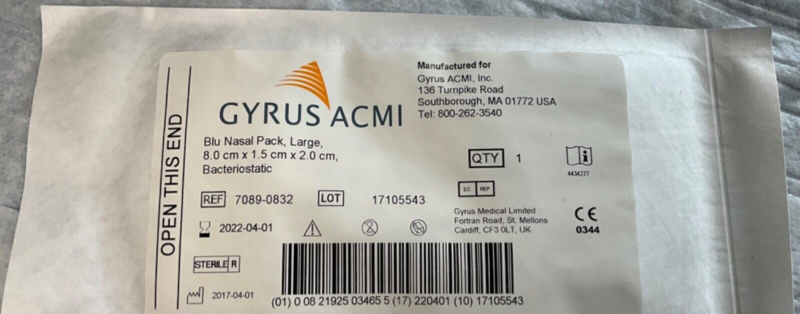 OPEN THIS END
GYRUS ACMI
Manufactured for
Gyrus ACMI, Inc.
136 Turnpike Road
Southborough, MA 01772 USA
Tel: 800-262-3540
Blu Nasal Pack, Large,
8.0 cm x 1.5 cm x 2.0 cm,
Bacteriostatic
QTY 1
4434277
REF 7089-0832 LOT 17105543
EC REP
Gyrus Medical Limited
Fortran Road, St. Mellons
Cardiff, CF3 0LT, UK
CE
0344
2022-04-01
STERILE R
2017-04-01
(01) 0 08 21925 03465 5 (17) 220401 (10) 17105543